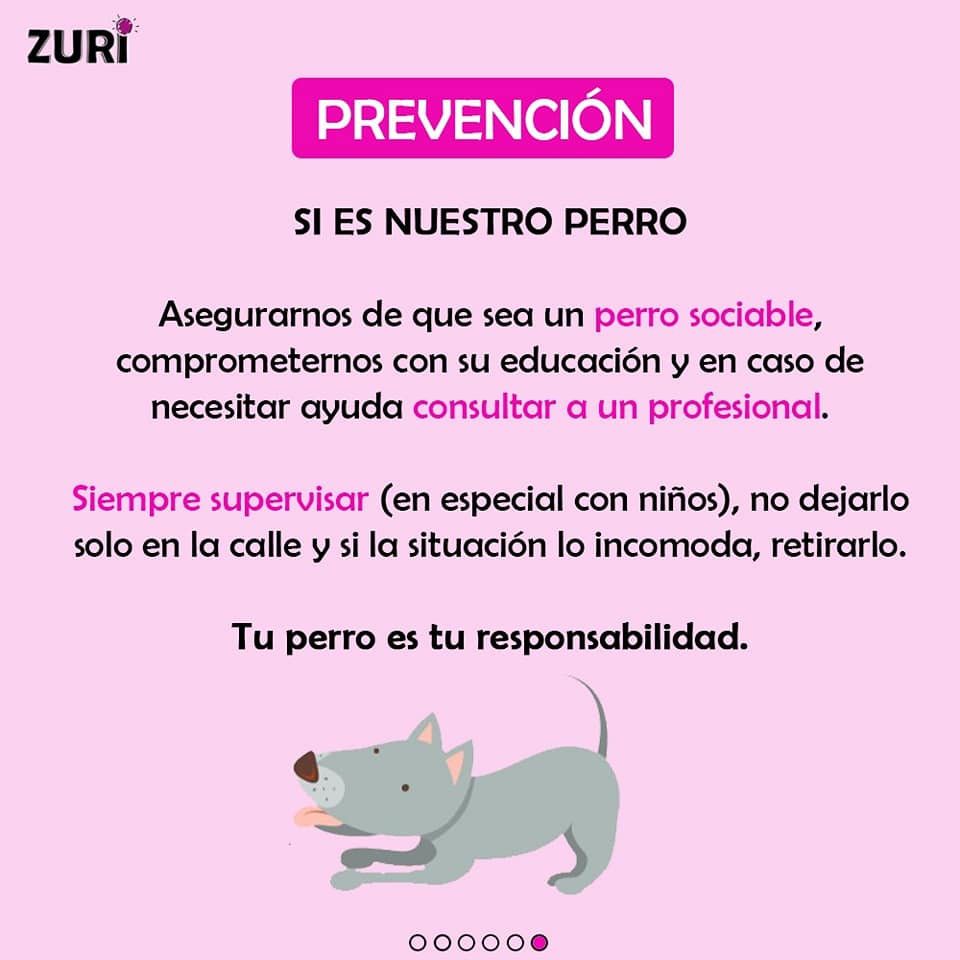 ZURI
PREVENCIÓN
SI ES NUESTRO PERRO
Asegurarnos de que sea un perro sociable,
comprometernos con su educación y en caso de
necesitar ayuda consultar a un profesional.
Siempre supervisar (en especial con niños), no dejarlo
solo en la calle y si la situación lo incomoda, retirarlo.
Tu perro es tu responsabilidad.